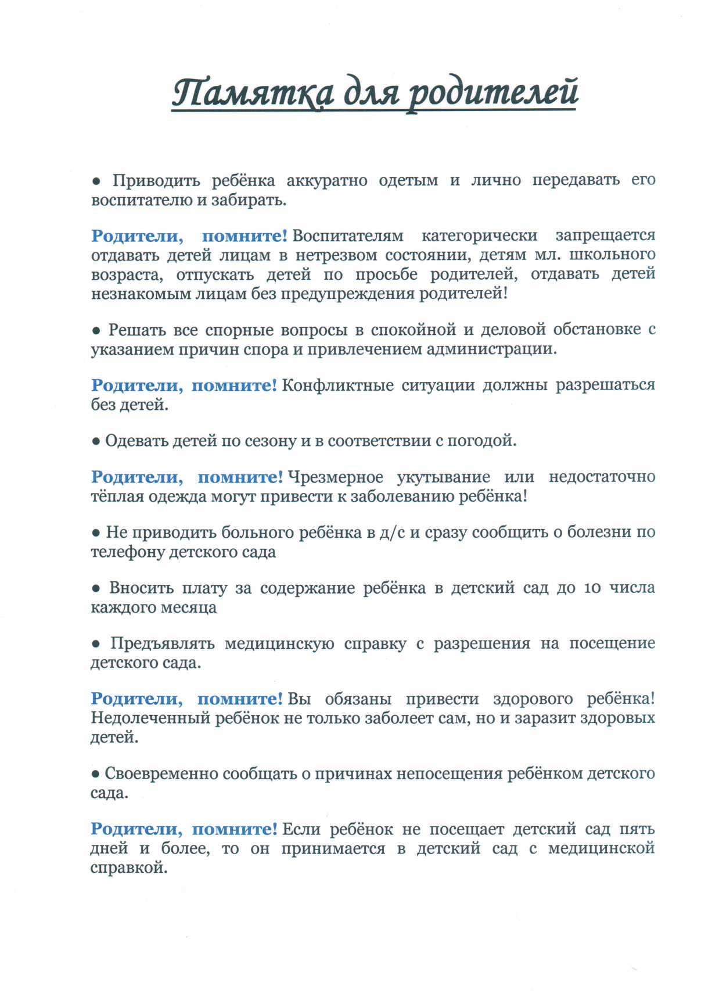 Памятка для родителей
● Приводить ребёнка аккуратно одетым и лично передавать его
воспитателю и забирать.
Родители, помните! Воспитателям категорически запрещается
отдавать детей лицам в нетрезвом состоянии, детям мл. школьного
возраста, отпускать детей по просьбе родителей, отдавать детей
незнакомым лицам без предупреждения родителей!
● Решать все спорные вопросы в спокойной и деловой обстановке с
указанием причин спора и привлечением администрации.
Родители, помните! Конфликтные ситуации должны разрешаться
без детей.
● Одевать детей по сезону и в соответствии с погодой.
Родители, помните! Чрезмерное укутывание или недостаточно
тёплая одежда могут привести к заболеванию ребёнка!
● Не приводить больного ребёнка в д/с и сразу сообщить о болезни по
телефону детского сада
● Вносить плату за содержание ребёнка в детский сад до 10 числа
каждого месяца
● Предъявлять медицинскую справку с разрешения на посещение
детского сада.
Родители, помните! Вы обязаны привести здорового ребёнка!
Недолеченный ребёнок не только заболеет сам, но и заразит здоровых
детей.
● Своевременно сообщать о причинах непосещения ребёнком детского
сада.
Родители, помните! Если ребёнок не посещает детский сад пять
дней и более, то он принимается в детский сад с медицинской
справкой.